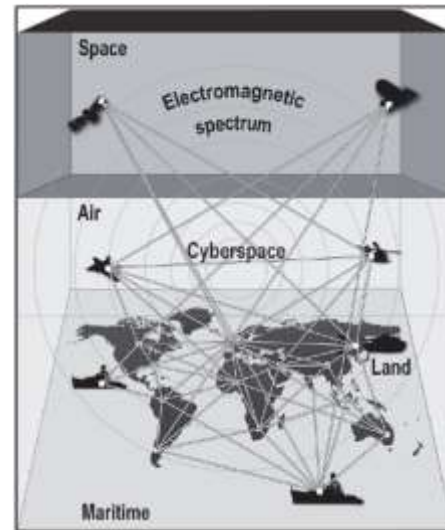 Space
Electromagnetic
spectrum
Air
Cyberspace
Land
Maritime